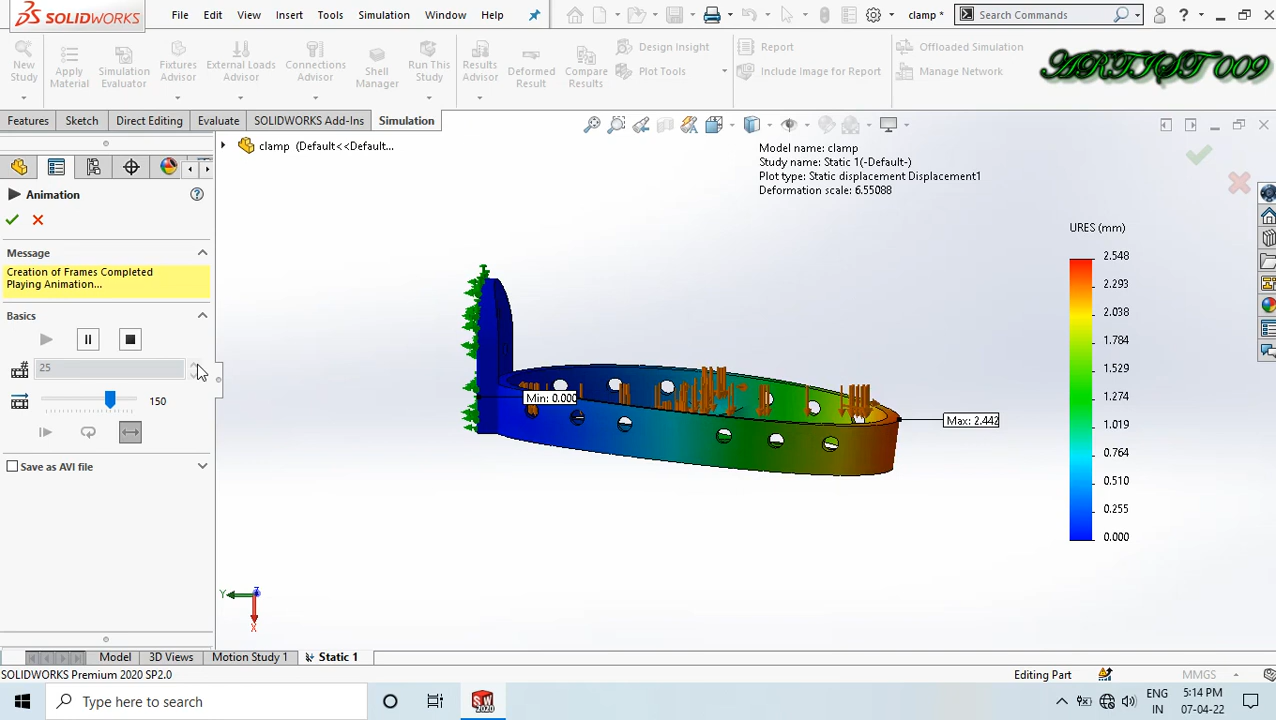 SOLIDWORKS
File Edit View Insert Tools Simulation Window Help
clamp *
Search Commands
?
New Study
Apply Material
Simulation Evaluator
Fixtures Advisor
External Loads Advisor
Connections Advisor
Shell Manager
Run This Study
Results Advisor
Deformed Result
Compare Results
Design Insight
Plot Tools
Report
Include Image for Report
Offloaded Simulation
Manage Network
ARTIST 009
Features Sketch Direct Editing Evaluate SOLIDWORKS Add-Ins Simulation
clamp (Default<<Default...
Animation
Message
Creation of Frames Completed
Playing Animation...
Basics
25
150
Save as AVI file
Model name: clamp
Study name: Static 1(-Default-)
Plot type: Static displacement Displacement1
Deformation scale: 6.55088
URES (mm)
2.548
2.293
2.038
1.783
1.529
1.274
1.019
0.764
0.510
0.255
0.000
Min: 0.000
Max: 2.442
Y
Z
X
Model 3D Views Motion Study 1 Static 1
SOLIDWORKS Premium 2020 SP2.0
Editing Part
MMGS
Type here to search
SW
2020
ENG
IN
5:14 PM
07-04-22